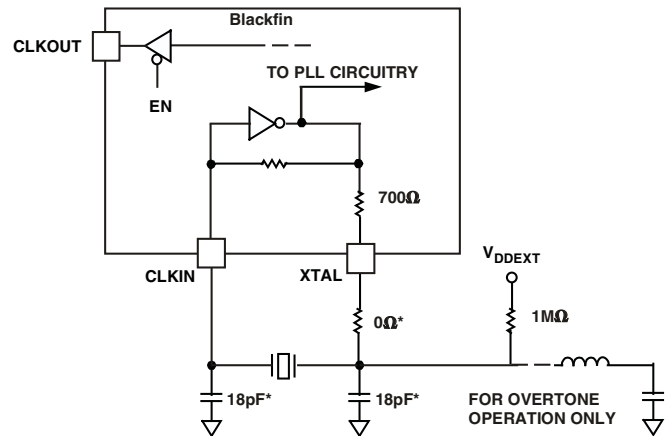 Blackfin
CLKOUT
TO PLL CIRCUITRY
EN
700Ω
CLKIN
XTAL
VDDEXT
0Ω*
1MΩ
18pF*
18pF*
FOR OVERTONE
OPERATION ONLY